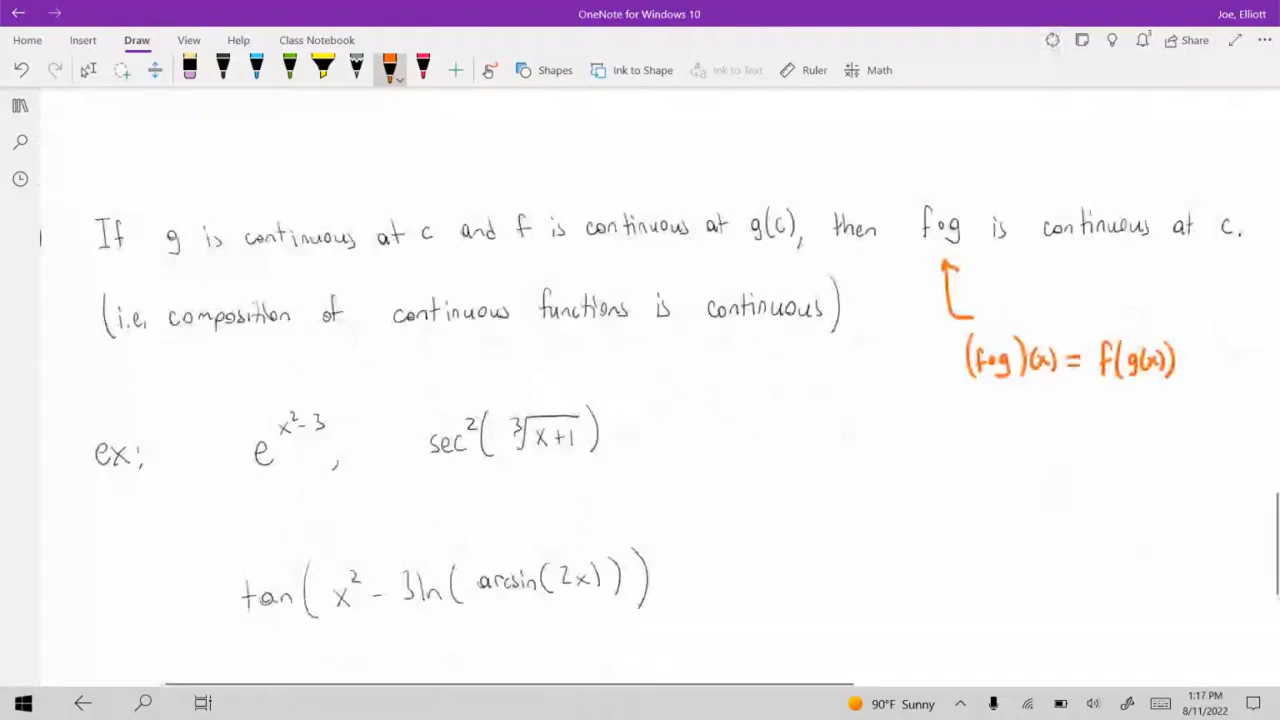 OneNote for Windows 10
Joe, Elliott
Home Insert Draw View Help Class Notebook Share
Shapes Ink to Shape Ink to Text Ruler Math
If g is continuous at c and f is continuous at g(c), then f∘g is continuous at c.
(i.e. composition of continuous functions is continuous)
(f∘g)(x) = f(g(x))
ex: e^{x²-3}, sec²(∛(x+1))
tan(x² - 3ln(arcsin(2x)))
90°F Sunny
1:17 PM
8/11/2022